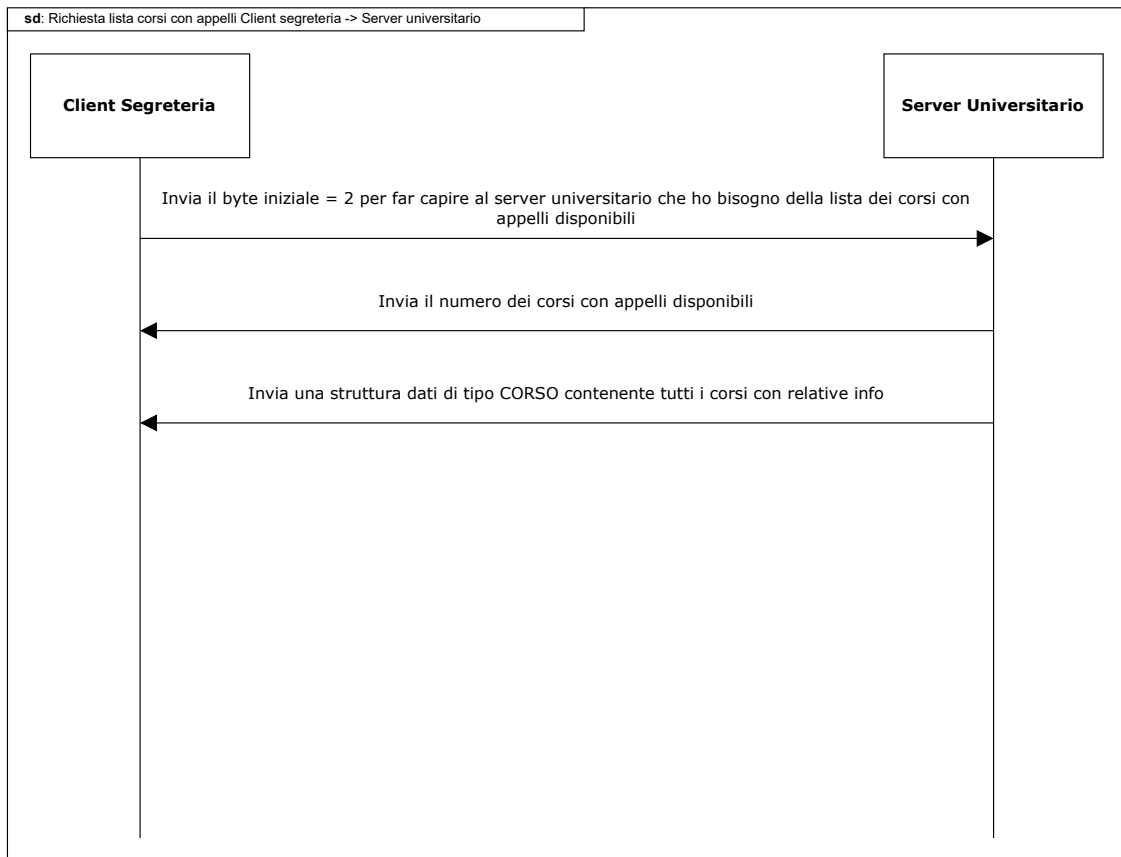 sd: Richiesta lista corsi con appelli Client segreteria -> Server universitario
Client Segreteria
Server Universitario
Invia il byte iniziale = 2 per far capire al server universitario che ho bisogno della lista dei corsi con
appelli disponibili
Invia il numero dei corsi con appelli disponibili
Invia una struttura dati di tipo CORSO contenente tutti i corsi con relative info